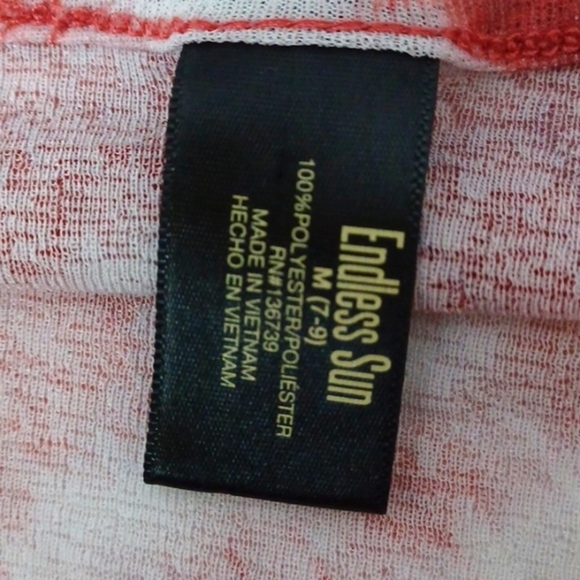 Endless Sun
M (7-9)
100%POLYESTER/POLIÉSTER
RN#136739
MADE IN VIETNAM
HECHO EN VIETNAM